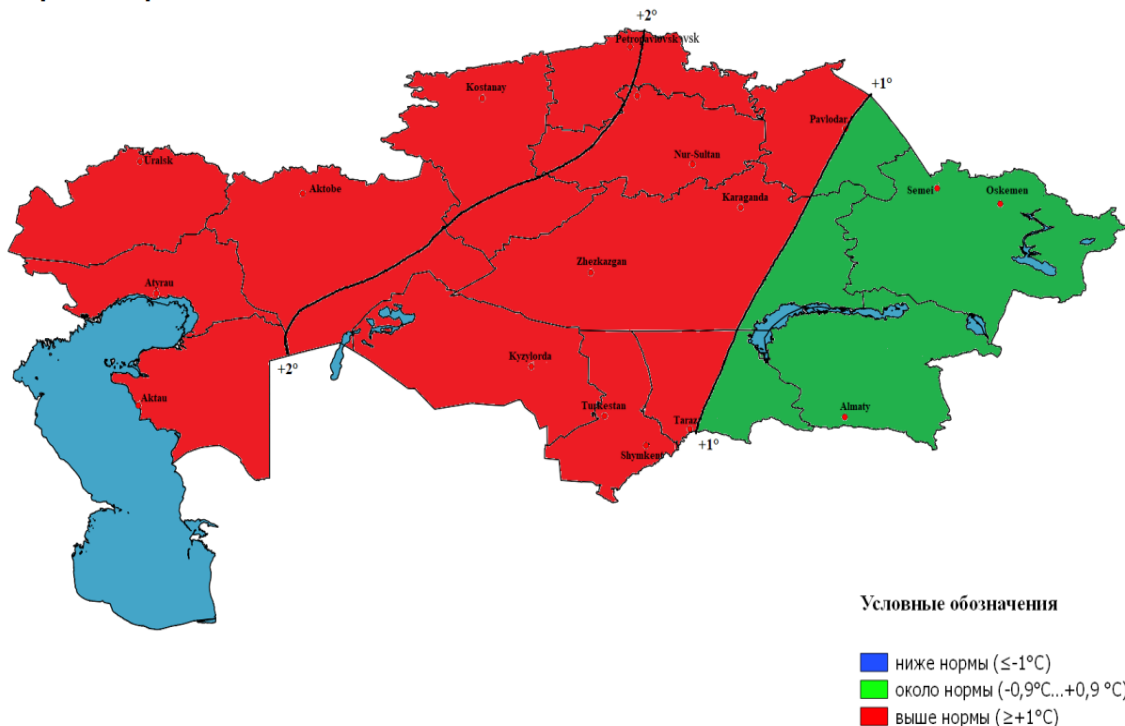 +2°
Petropavlovskavsk
+1°
Kostanay
Pavlodar
Uralsk
Nur-Sultan
Aktobe
Semei
Oskemen
Karaganda
Zhezkazgan
Atyrau
Kyzylorda
+2°
Aktau
Turkestan
Almaty
Taraz
+1°
Shymkent
Условные обозначения
ниже нормы (≤-1°C)
около нормы (-0,9°C...+0,9 °C)
выше нормы (≥+1°C)